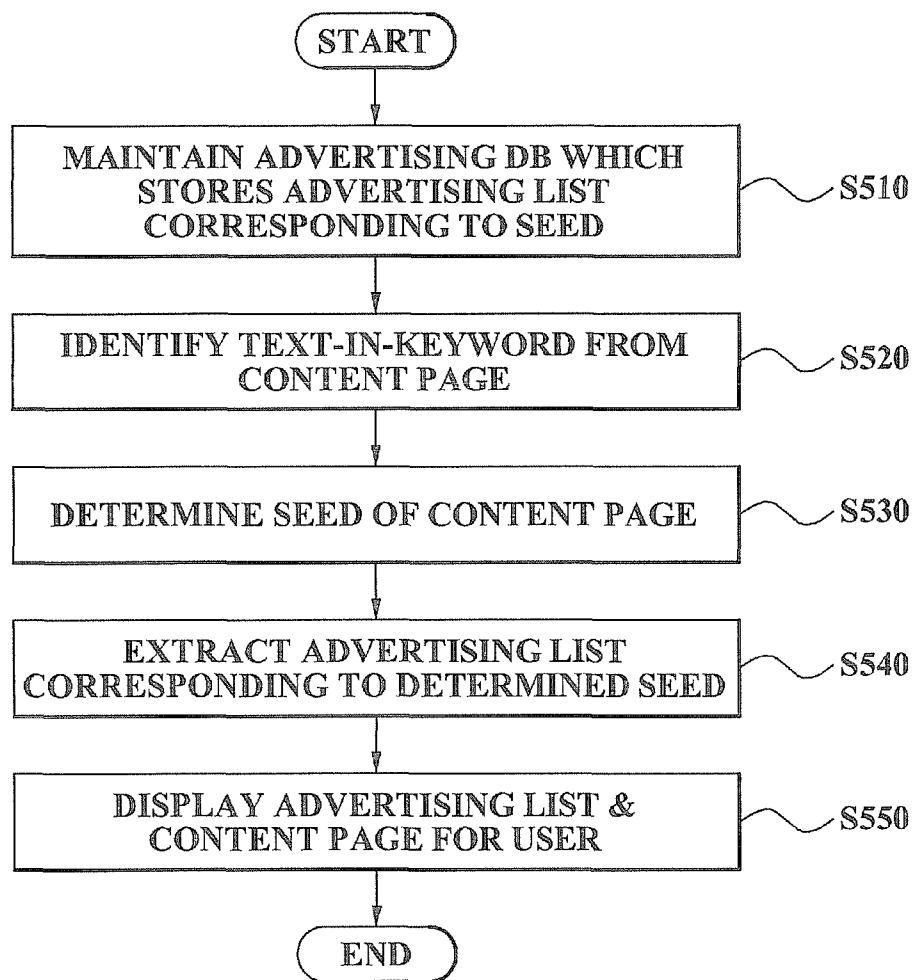 START
MAINTAIN ADVERTISING DB WHICH
STORES ADVERTISING LIST
CORRESPONDING TO SEED
S510
IDENTIFY TEXT-IN-KEYWORD FROM
CONTENT PAGE
S520
DETERMINE SEED OF CONTENT PAGE
S530
EXTRACT ADVERTISING LIST
CORRESPONDING TO DETERMINED SEED
S540
DISPLAY ADVERTISING LIST &
CONTENT PAGE FOR USER
S550
END